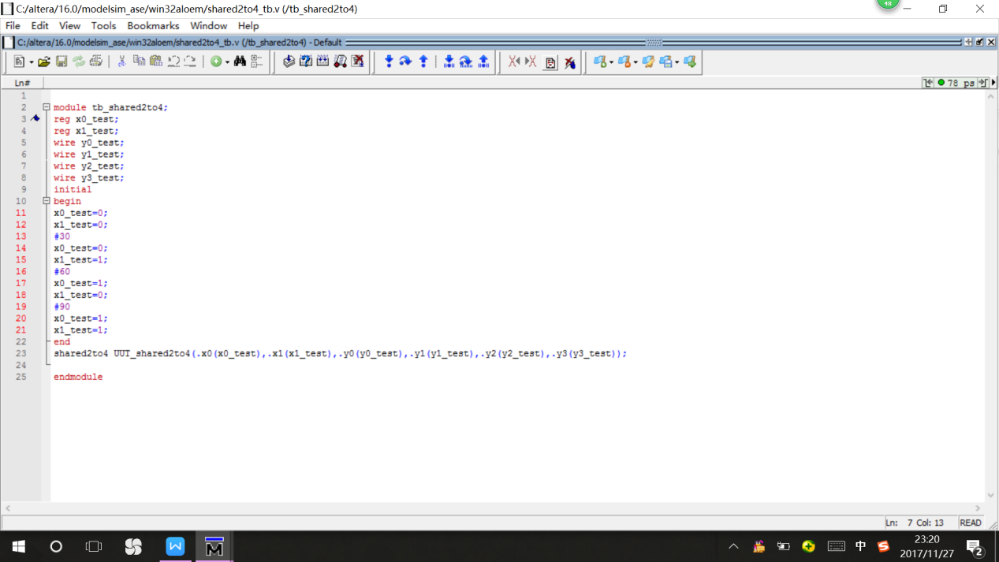 48
C:/altera/16.0/modelsim_ase/win32aloem/shared2to4_tb.v (/tb_shared2to4)
File Edit View Tools Bookmarks Window Help
C:/altera/16.0/modelsim_ase/win32aloem/shared2to4_tb.v (/tb_shared2to4) - Default
Ln#
78 ps
1
2 module tb_shared2to4;
3 reg x0_test;
4 reg x1_test;
5 wire y0_test;
6 wire y1_test;
7 wire y2_test;
8 wire y3_test;
9 initial
10 begin
11 x0_test=0;
12 x1_test=0;
13 #30
14 x0_test=0;
15 x1_test=1;
16 #60
17 x0_test=1;
18 x1_test=0;
19 #90
20 x0_test=1;
21 x1_test=1;
22 end
23 shared2to4 UUT_shared2to4(.x0(x0_test),.x1(x1_test),.y0(y0_test),.y1(y1_test),.y2(y2_test),.y3(y3_test));
24
25 endmodule
Ln: 7 Col: 13 READ
W M 中 S 23:20 2
2017/11/27